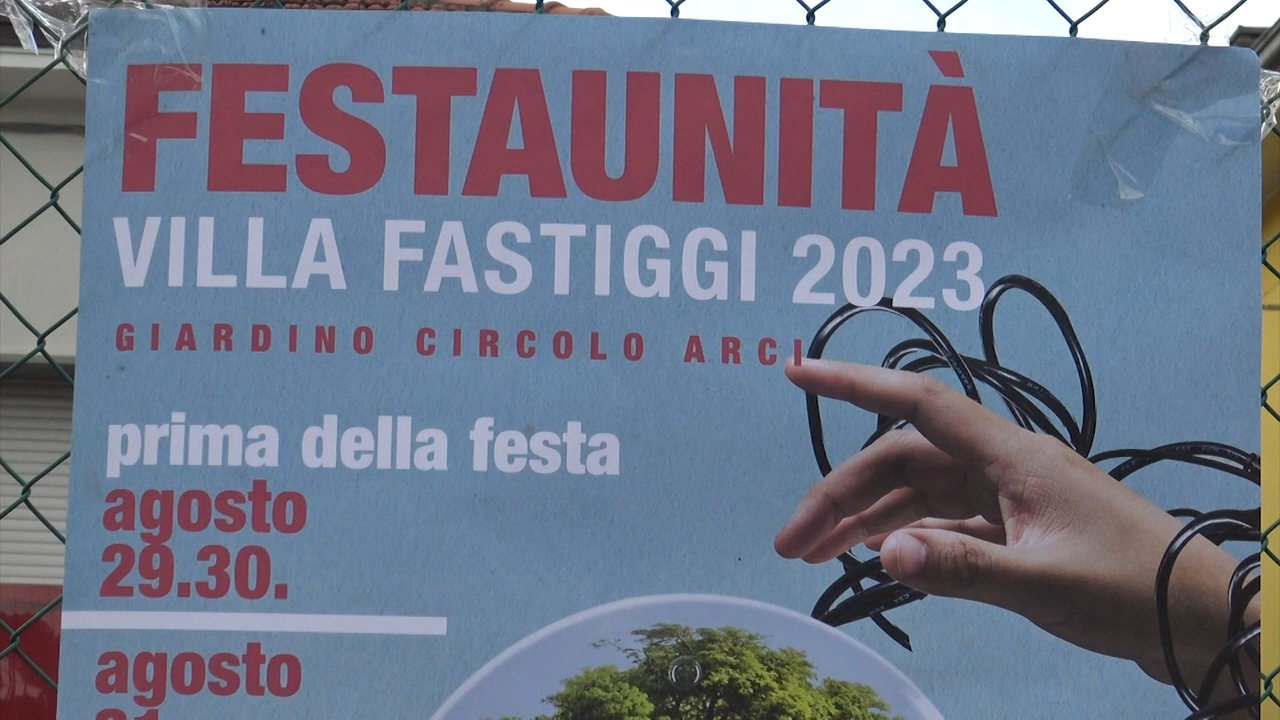 FESTAUNITÀ
VILLA FASTIGGI 2023
GIARDINO CIRCOLO ARCI
prima della festa
agosto
29.30.
agosto